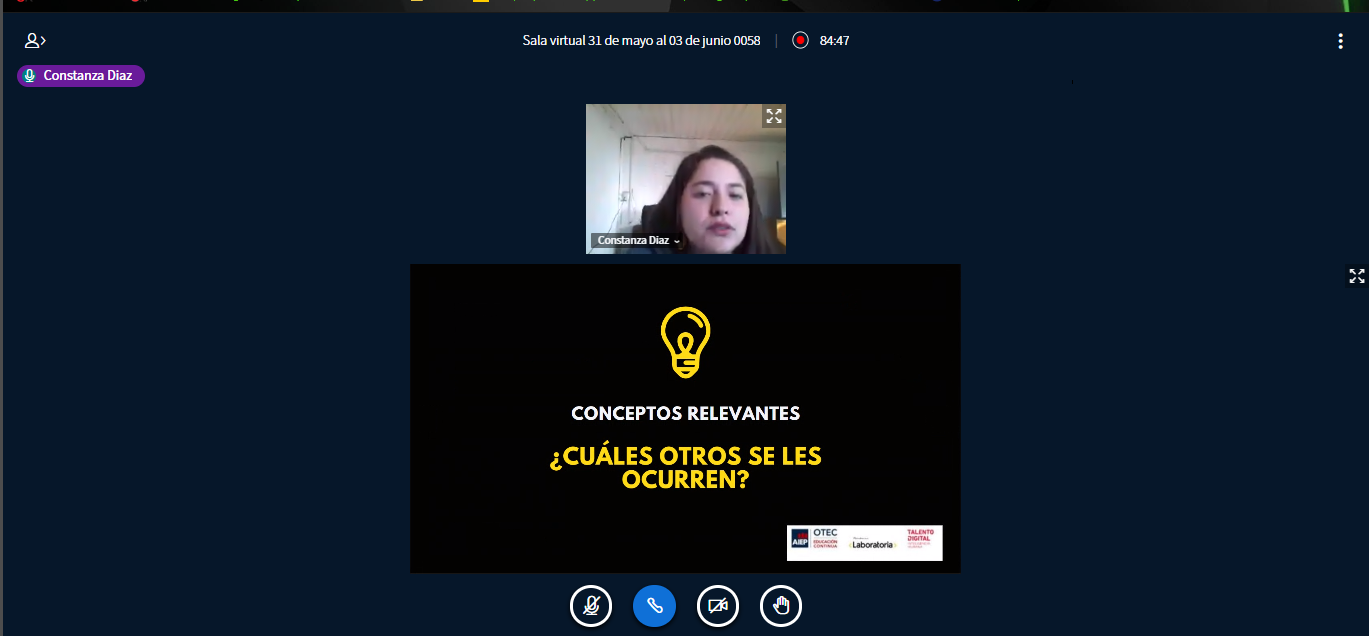 Sala virtual 31 de mayo al 03 de junio 0058 | 84:47
Constanza Diaz
Constanza Diaz
CONCEPTOS RELEVANTES
¿CUÁLES OTROS SE LES
OCURREN?
AIEP
OTEC
EDUCACIÓN
CONTINUA
Laboratoria
TALENTO
DIGITAL